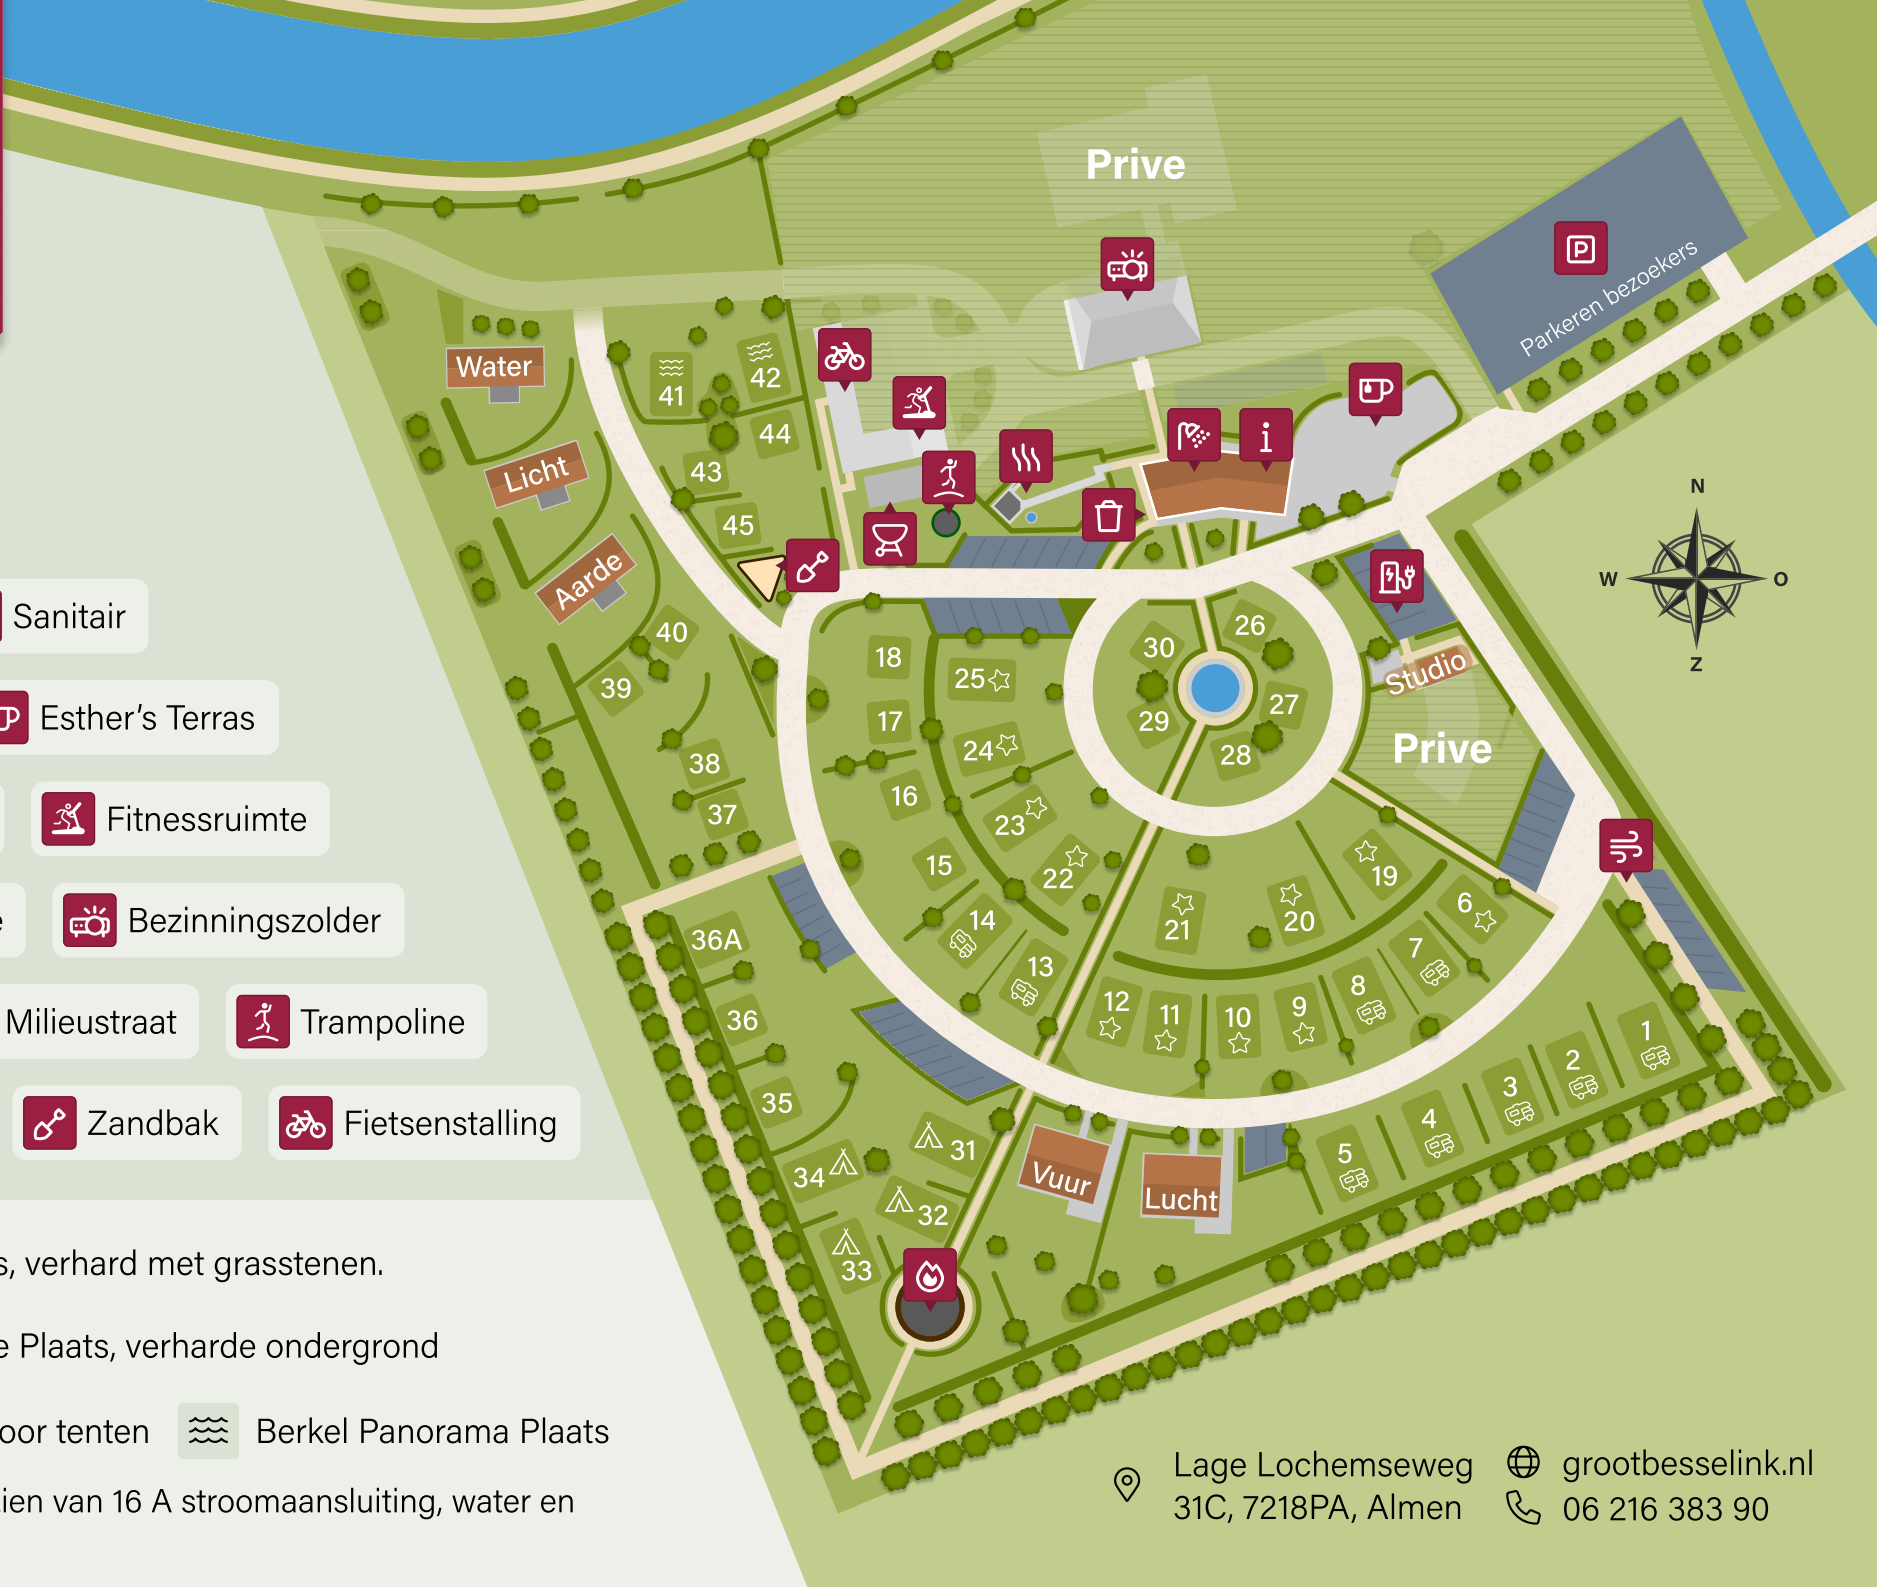 Prive
P
Parkeren bezoekers
Water
41
42
44
Licht
43
45
i
Aarde
40
39
Sanitair
Esther's Terras
Fitnessruimte
Bezinningszolder
Milieustraat
Trampoline
Zandbak
Fietsenstalling
N
W
O
Z
18
25
30
26
Studio
17
24
29
27
28
Prive
38
37
16
23
15
22
14
13
21
20
19
6
7
8
9
10
11
12
36A
36
35
34
31
32
33
Vuur
Lucht
5
4
3
2
1
s, verhard met grasstenen.
e Plaats, verharde ondergrond
oor tenten
Berkel Panorama Plaats
ien van 16 A stroomaansluiting, water en
Lage Lochemseweg
31C, 7218PA, Almen
grootbesselink.nl
06 216 383 90